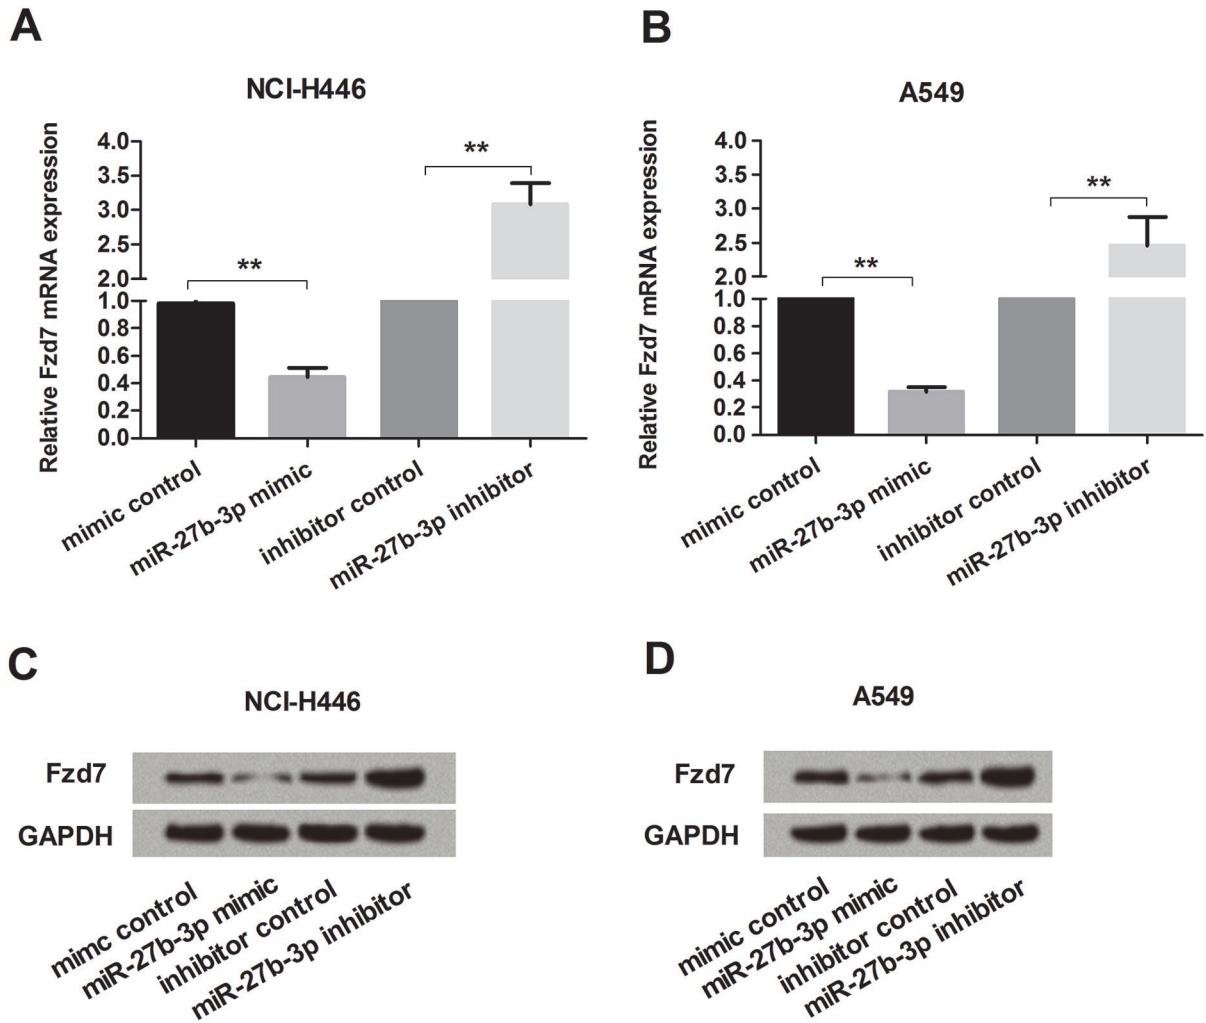 A
NCI-H446
Relative Fzd7 mRNA expression
4.0
3.5
3.0
2.5
2.0
1.0
0.8
0.6
0.4
0.2
0.0
**
**
mimic control
miR-27b-3p mimic
inhibitor control
miR-27b-3p inhibitor
B
A549
Relative Fzd7 mRNA expression
4.0
3.5
3.0
2.5
2.0
1.0
0.8
0.6
0.4
0.2
0.0
**
**
mimic control
miR-27b-3p mimic
inhibitor control
miR-27b-3p inhibitor
C
NCI-H446
Fzd7
GAPDH
mimc control
miR-27b-3p mimic
inhibitor control
miR-27b-3p inhibitor
D
A549
Fzd7
GAPDH
mimic control
miR-27b-3p mimic
inhibitor control
miR-27b-3p inhibitor